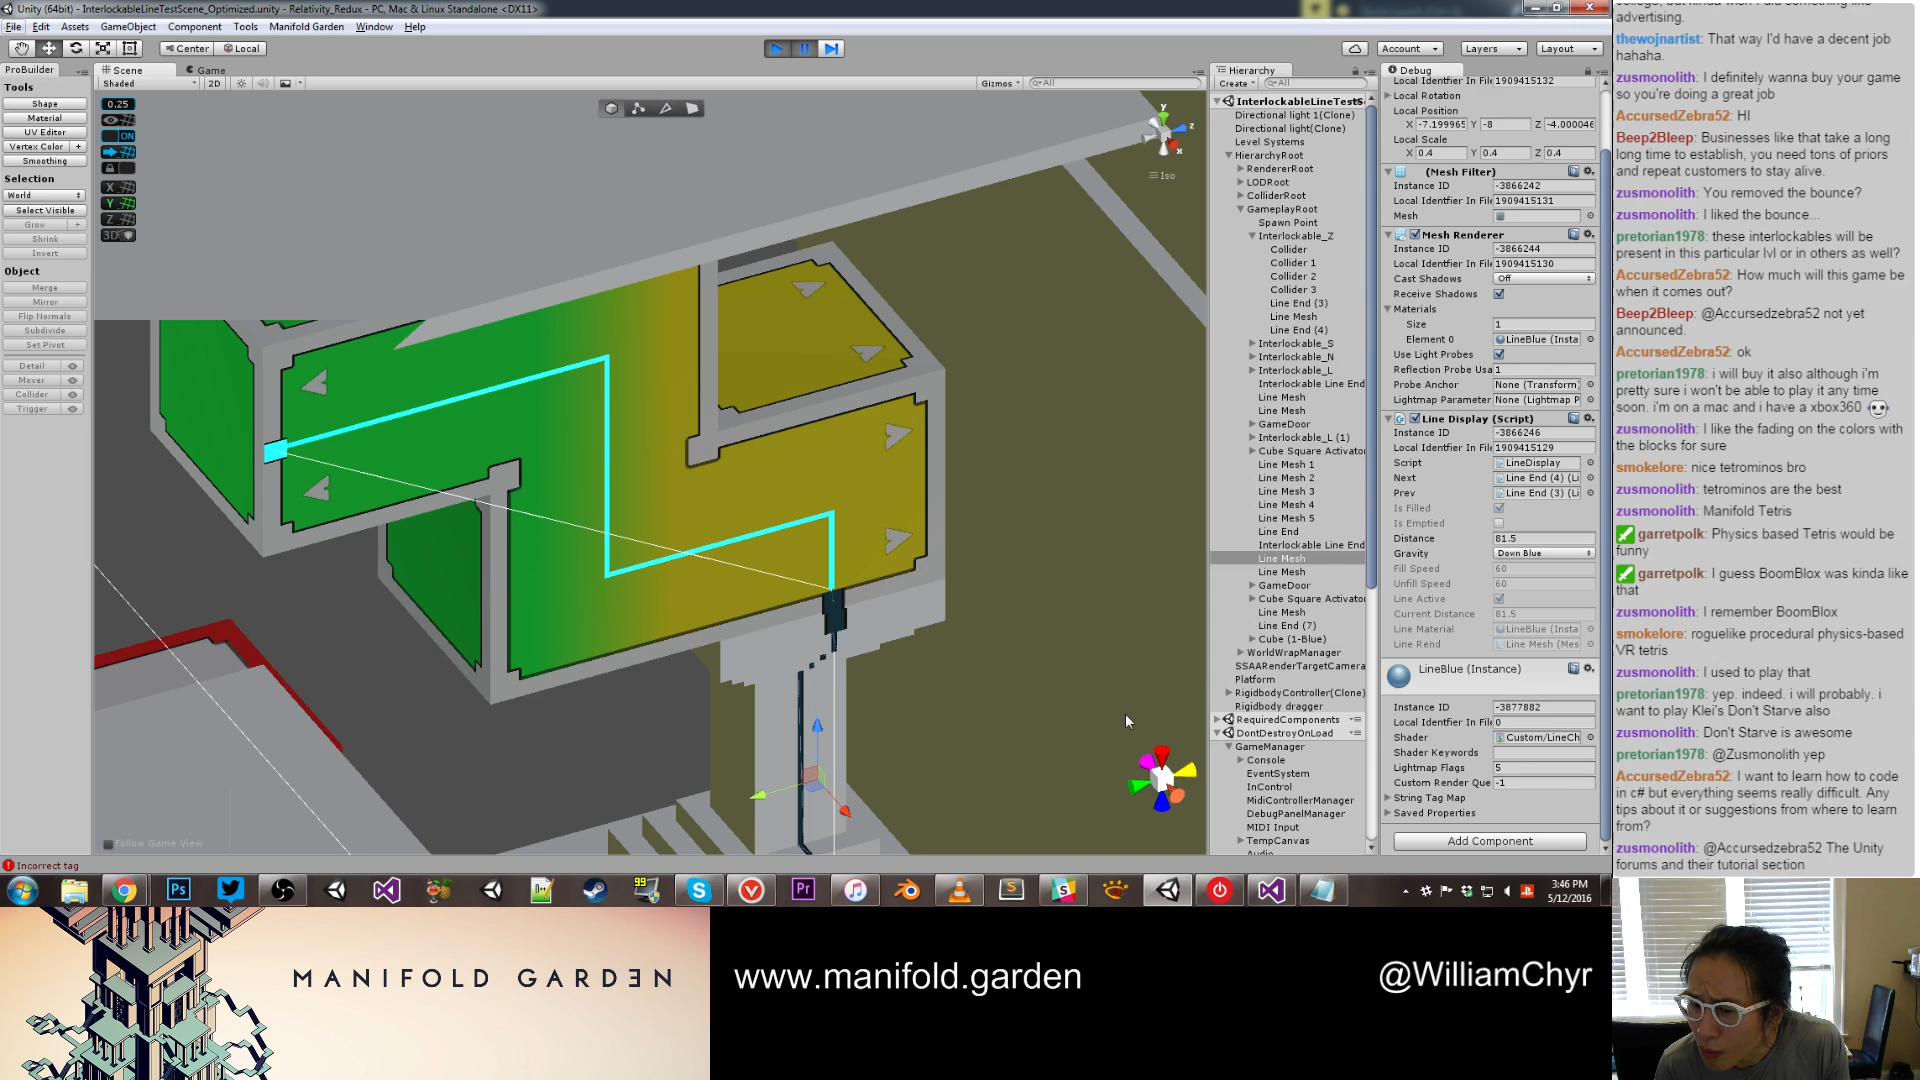 Unity (64bit) - InterlockableLineTestScene_Optimized.unity - Relativity_Redux - PC, Mac & Linux Standalone <DX11>
File Edit Assets GameObject Component Tools Manifold Garden Window Help
Center Local Account Layers Layout
ProBuilder
Tools
Shape
Material
UV Editor
Vertex Color +
Smoothing
Selection
World
Select Visible
Grow +
Shrink
Invert
Object
Merge
Mirror
Flip Normals
Subdivide
Set Pivot
Detail
Mover
Collider
Trigger
Scene Game
Shaded 2D Gizmos All
0.25
ON
X
Y
Z
3D
y
z
x
Iso
Follow Game View
Incorrect tag
Hierarchy
Create All
InterlockableLineTestS
Directional light 1(Clone)
Directional light(Clone)
Level Systems
HierarchyRoot
RendererRoot
LODRoot
ColliderRoot
GameplayRoot
Spawn Point
Interlockable_Z
Collider
Collider 1
Collider 2
Collider 3
Line End (3)
Line Mesh
Line End (4)
Interlockable_S
Interlockable_N
Interlockable_L
Interlockable Line End
Line Mesh
Line Mesh
GameDoor
Interlockable_L (1)
Cube Square Activator
Line Mesh 1
Line Mesh 2
Line Mesh 3
Line Mesh 4
Line Mesh 5
Line End
Interlockable Line End
Line Mesh
Line Mesh
GameDoor
Cube Square Activator
Line Mesh
Line End (7)
Cube (1-Blue)
WorldWrapManager
SSAARenderTargetCamera
Platform
RigidbodyController(Clone)
Rigidbody dragger
RequiredComponents
DontDestroyOnLoad
GameManager
Console
EventSystem
InControl
MidiControllerManager
DebugPanelManager
MIDI Input
TempCanvas
Audio
Debug
Local Identfier In File 1909415132
Local Rotation
Local Position
X -7.199965 Y -8 Z -4.000046
Local Scale
X 0.4 Y 0.4 Z 0.4
(Mesh Filter)
Instance ID -3866242
Local Identfier In File 1909415131
Mesh
Mesh Renderer
Instance ID -3866244
Local Identfier In File 1909415130
Cast Shadows Off
Receive Shadows
Materials
Size 1
Element 0 LineBlue (Insta
Use Light Probes
Reflection Probe Usa 1
Probe Anchor None (Transform)
Lightmap Parameter None (Lightmap P
Line Display (Script)
Instance ID -3866246
Local Identfier In File 1909415129
Script LineDisplay
Next Line End (4) (Li
Prev Line End (3) (Li
Is Filled
Is Emptied
Distance 81.5
Gravity Down Blue
Fill Speed 60
Unfill Speed 60
Line Active
Current Distance 81.5
Line Material LineBlue (Insta
Line Rend Line Mesh (Mes
LineBlue (Instance)
Instance ID -3877882
Local Identfier In File 0
Shader Custom/LineCh
Shader Keywords
Lightmap Flags 5
Custom Render Que -1
String Tag Map
Saved Properties
Add Component
advertising.
thewojnartist: That way I'd have a decent job
hahaha.
zusmonolith: I definitely wanna buy your game
so you're doing a great job
AccursedZebra52: HI
Beep2Bleep: Businesses like that take a long
long time to establish, you need tons of priors
and repeat customers to stay alive.
zusmonolith: You removed the bounce?
zusmonolith: I liked the bounce...
pretorian1978: these interlockables will be
present in this particular lvl or in others as well?
AccursedZebra52: How much will this game be
when it comes out?
Beep2Bleep: @Accursedzebra52 not yet
announced.
AccursedZebra52: ok
pretorian1978: i will buy it also although i'm
pretty sure i won't be able to play it any time
soon. i'm on a mac and i have a xbox360
zusmonolith: I like the fading on the colors with
the blocks for sure
smokelore: nice tetrominos bro
zusmonolith: tetrominos are the best
zusmonolith: Manifold Tetris
garretpolk: Physics based Tetris would be
funny
garretpolk: I guess BoomBlox was kinda like
that
zusmonolith: I remember BoomBlox
smokelore: roguelike procedural physics-based
VR tetris
zusmonolith: I used to play that
pretorian1978: yep. indeed. i will probably. i
want to play Klei's Don't Starve also
zusmonolith: Don't Starve is awesome
pretorian1978: @Zusmonolith yep
AccursedZebra52: I want to learn how to code
in c# but everything seems really difficult. Any
tips about it or suggestions from where to learn
from?
zusmonolith: @Accursedzebra52 The Unity
forums and their tutorial section
Ps
99
Pr
3:46 PM
5/12/2016
MANIFOLD GARDƎN
www.manifold.garden
@WilliamChyr